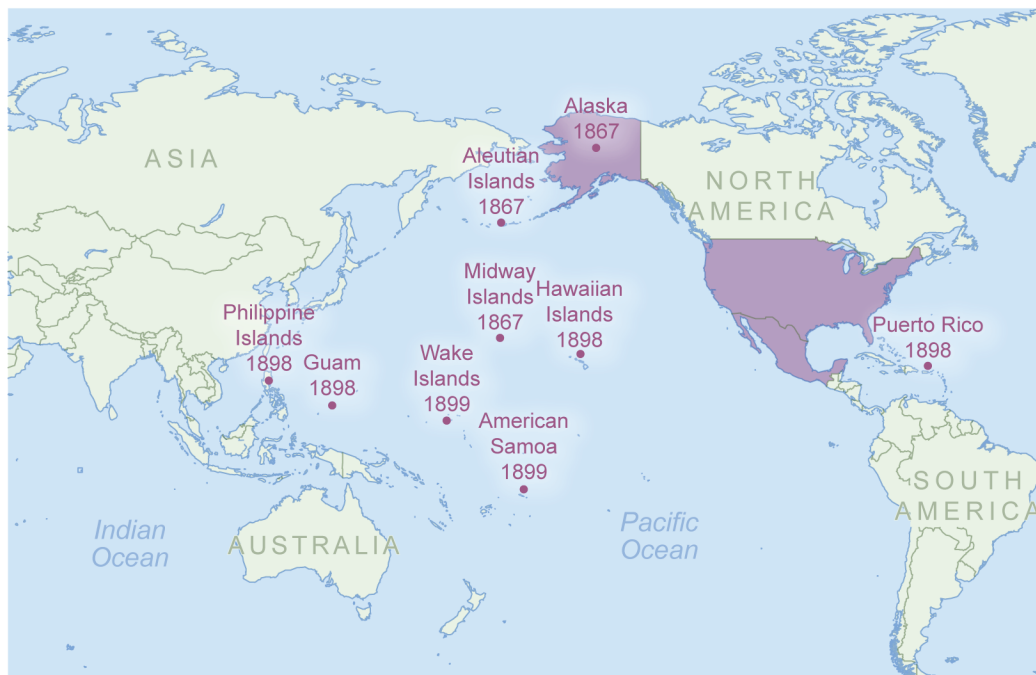 Alaska
1867
ASIA
Aleutian
Islands
1867
NORTH
AMERICA
Midway
Islands
1867
Hawaiian
Islands
1898
Philippine
Islands
1898
Guam
1898
Wake
Islands
1899
Puerto Rico
1898
American
Samoa
1899
SOUTH
AMERICA
Indian
Ocean
AUSTRALIA
Pacific
Ocean